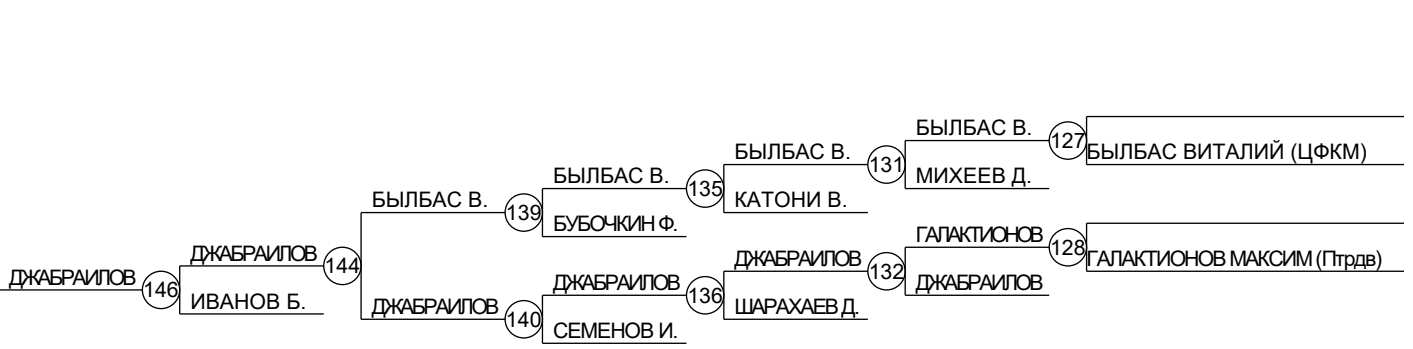 БЫЛБАС В.
127
БЫЛБАС ВИТАЛИЙ (ЦФКМ)
БЫЛБАС В.
131
МИХЕЕВ Д.
БЫЛБАС В.
135
КАТОНИ В.
БЫЛБАС В.
139
БУБОЧКИН Ф.
ГАЛАКТИОНОВ
128
ГАЛАКТИОНОВ МАКСИМ (Птрдв)
ДЖАБРАИЛОВ
132
ДЖАБРАИЛОВ
ДЖАБРАИЛОВ
144
ДЖАБРАИЛОВ
136
ШАРАХАЕВ Д.
ДЖАБРАИЛОВ
146
ИВАНОВ Б.
ДЖАБРАИЛОВ
140
СЕМЕНОВ И.